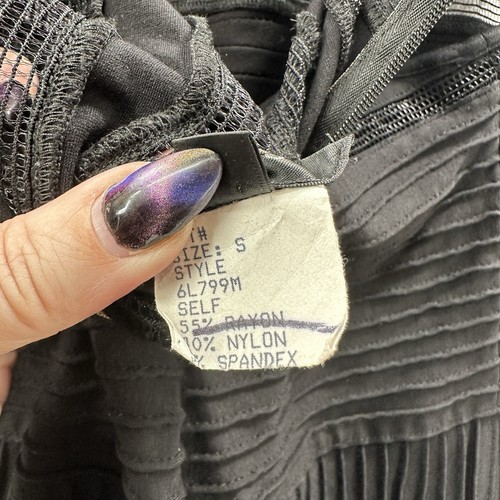 T#
SIZE: S
STYLE
6L799M
SELF
55% RAYON
10% NYLON
% SPANDEX